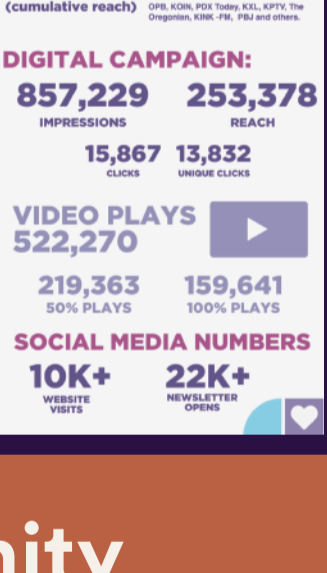 (cumulative reach) OPB, KOIN, PDX Today, KXL, KPTV, The
Oregonian, KINK -FM, PBJ and others.
DIGITAL CAMPAIGN:
857,229 253,378
IMPRESSIONS REACH
15,867 13,832
CLICKS UNIQUE CLICKS
VIDEO PLAYS
522,270
219,363 159,641
50% PLAYS 100% PLAYS
SOCIAL MEDIA NUMBERS
10K+ 22K+
WEBSITE NEWSLETTER
VISITS OPENS
nity